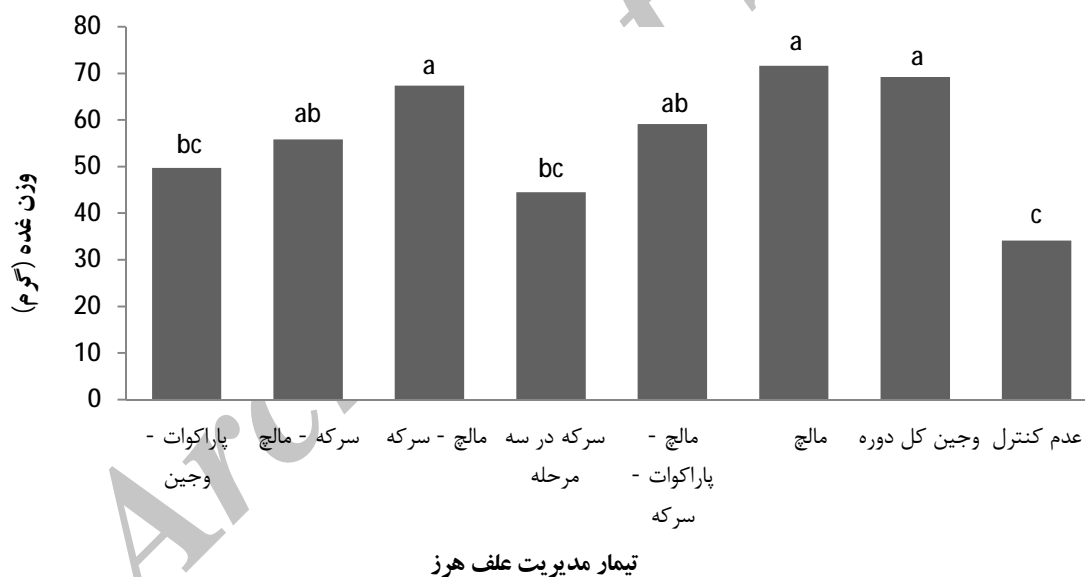 80
70
60
50
40
30
20
10
0
وزن غده (گرم)
bc
ab
a
bc
ab
a
a
c
پاراکوات -
وجین
سرکه - مالچ
مالچ - سرکه
سرکه در سه
مرحله
مالچ -
پاراکوات -
سرکه
مالچ
وجین کل دوره
عدم کنترل
تیمار مدیریت علف هرز